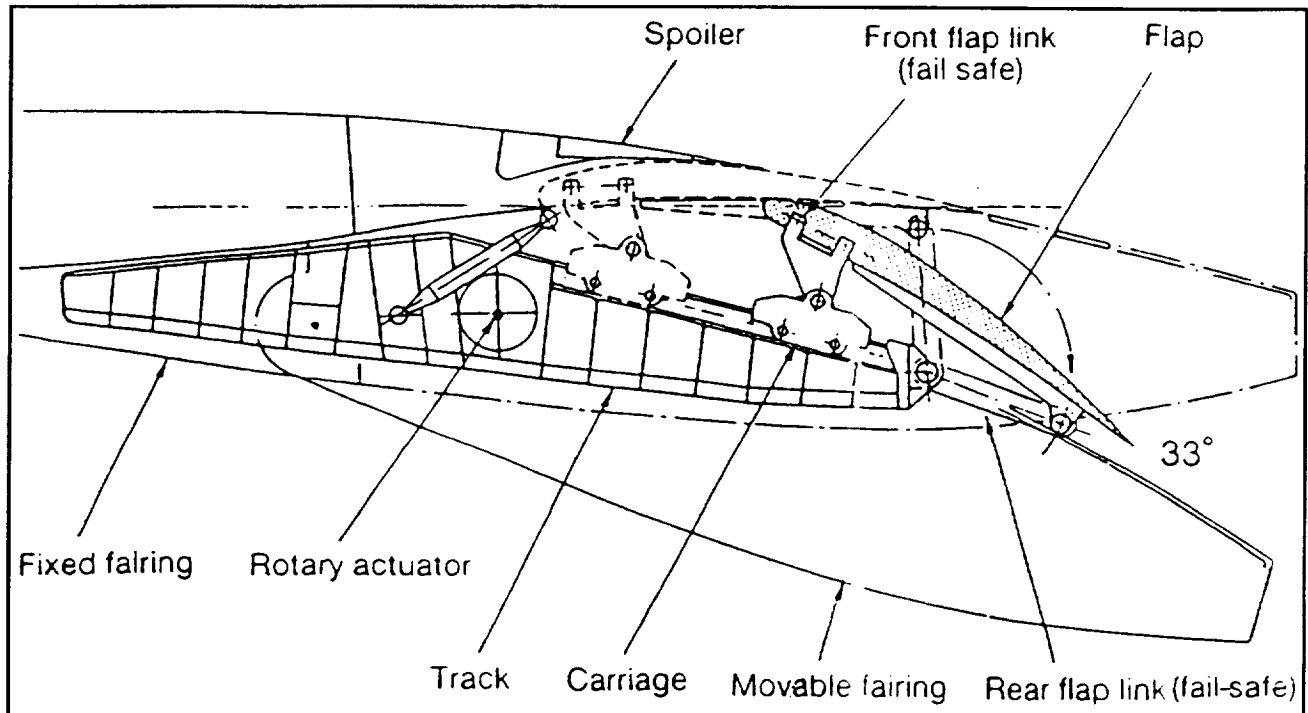 Spoiler
Front flap link
(fail safe)
Flap
33°
Fixed fairing
Rotary actuator
Track
Carriage
Movable fairing
Rear flap link (fail-safe)